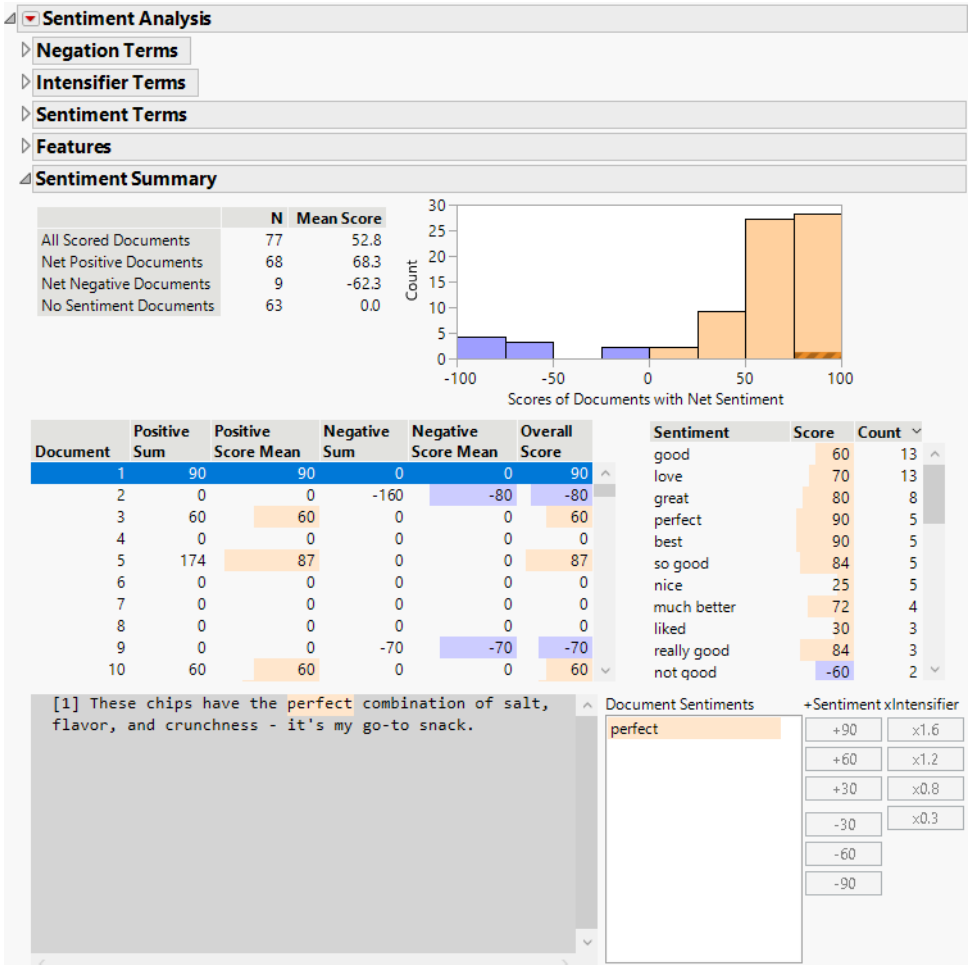 Sentiment Analysis
Negation Terms
Intensifier Terms
Sentiment Terms
Features
Sentiment Summary
N Mean Score
All Scored Documents 77 52.8
Net Positive Documents 68 68.3
Net Negative Documents 9 -62.3
No Sentiment Documents 63 0.0
Count
30
25
20
15
10
5
0
-100 -50 0 50 100
Scores of Documents with Net Sentiment
Positive Positive Negative Negative Overall
Document Sum Score Mean Sum Score Mean Score
1 90 90 0 0 90
2 0 0 -160 -80 -80
3 60 60 0 0 60
4 0 0 0 0 0
5 174 87 0 0 87
6 0 0 0 0 0
7 0 0 0 0 0
8 0 0 0 0 0
9 0 0 -70 -70 -70
10 60 60 0 0 60
Sentiment Score Count
good 60 13
love 70 13
great 80 8
perfect 90 5
best 90 5
so good 84 5
nice 25 5
much better 72 4
liked 30 3
really good 84 3
not good -60 2
[1] These chips have the perfect combination of salt,
flavor, and crunchness - it's my go-to snack.
Document Sentiments +Sentiment xIntensifier
perfect
+90 x1.6
+60 x1.2
+30 x0.8
-30 x0.3
-60
-90